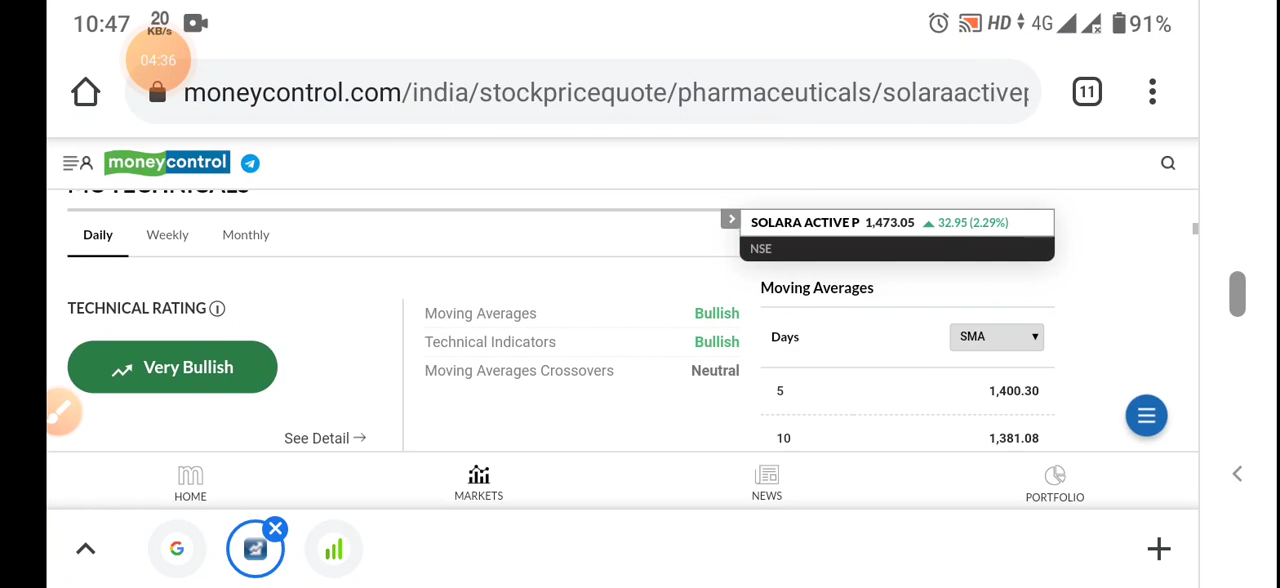 10:47 20 KB/s HD 4G 91%
04:36
moneycontrol.com/india/stockpricequote/pharmaceuticals/solaraactivep 11
moneycontrol
MC TECHNICALS
SOLARA ACTIVE P 1,473.05 32.95 (2.29%)
NSE
Daily Weekly Monthly
Moving Averages
Days SMA
5 1,400.30
10 1,381.08
TECHNICAL RATING
Very Bullish
See Detail
Moving Averages Bullish
Technical Indicators Bullish
Moving Averages Crossovers Neutral
HOME MARKETS NEWS PORTFOLIO